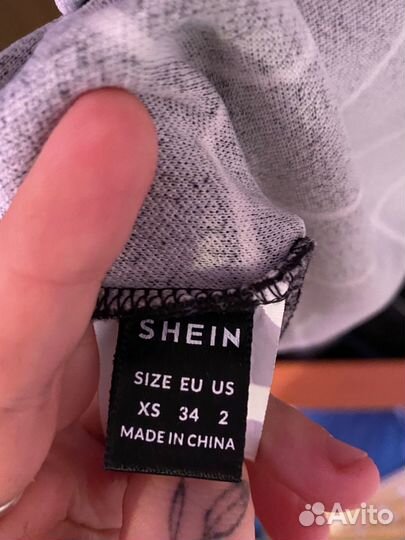 SHEIN
SIZE EU US
XS 34 2
MADE IN CHINA
Avito